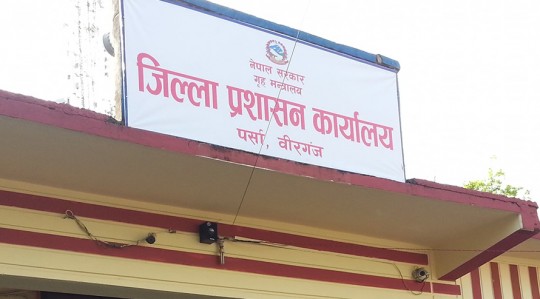 नेपाल सरकार
गृह मन्त्रालय
जिल्ला प्रशासन कार्यालय
पर्सा, वीरगंज